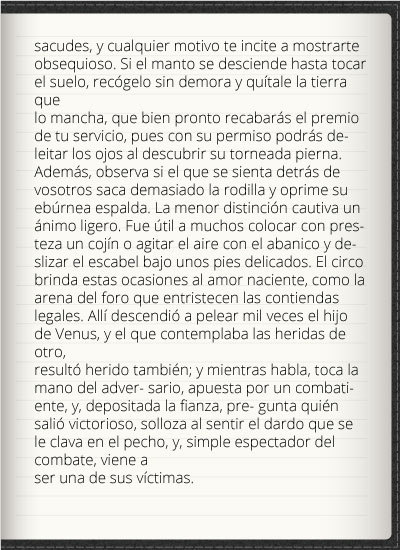 sacudes, y cualquier motivo te incite a mostrarte
obsequioso. Si el manto se desciende hasta tocar
el suelo, recógelo sin demora y quítale la tierra
que
lo mancha, que bien pronto recabarás el premio
de tu servicio, pues con su permiso podrás de-
leitar los ojos al descubrir su torneada pierna.
Además, observa si el que se sienta detrás de
vosotros saca demasiado la rodilla y oprime su
ebúrnea espalda. La menor distinción cautiva un
ánimo ligero. Fue útil a muchos colocar con pres-
teza un cojín o agitar el aire con el abanico y de-
slizar el escabel bajo unos pies delicados. El circo
brinda estas ocasiones al amor naciente, como la
arena del foro que entristecen las contiendas
legales. Allí descendió a pelear mil veces el hijo
de Venus, y el que contemplaba las heridas de
otro,
resultó herido también; y mientras habla, toca la
mano del adver- sario, apuesta por un combati-
ente, y, depositada la fianza, pre- gunta quién
salió victorioso, solloza al sentir el dardo que se
le clava en el pecho, y, simple espectador del
combate, viene a
ser una de sus víctimas.